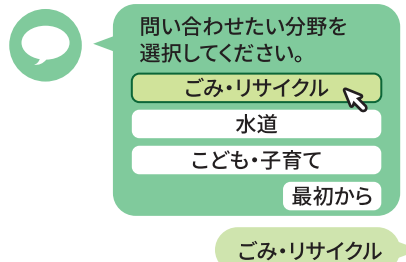 問い合わせたい分野を
選択してください。
ごみ・リサイクル
水道
こども・子育て
最初から
ごみ・リサイクル